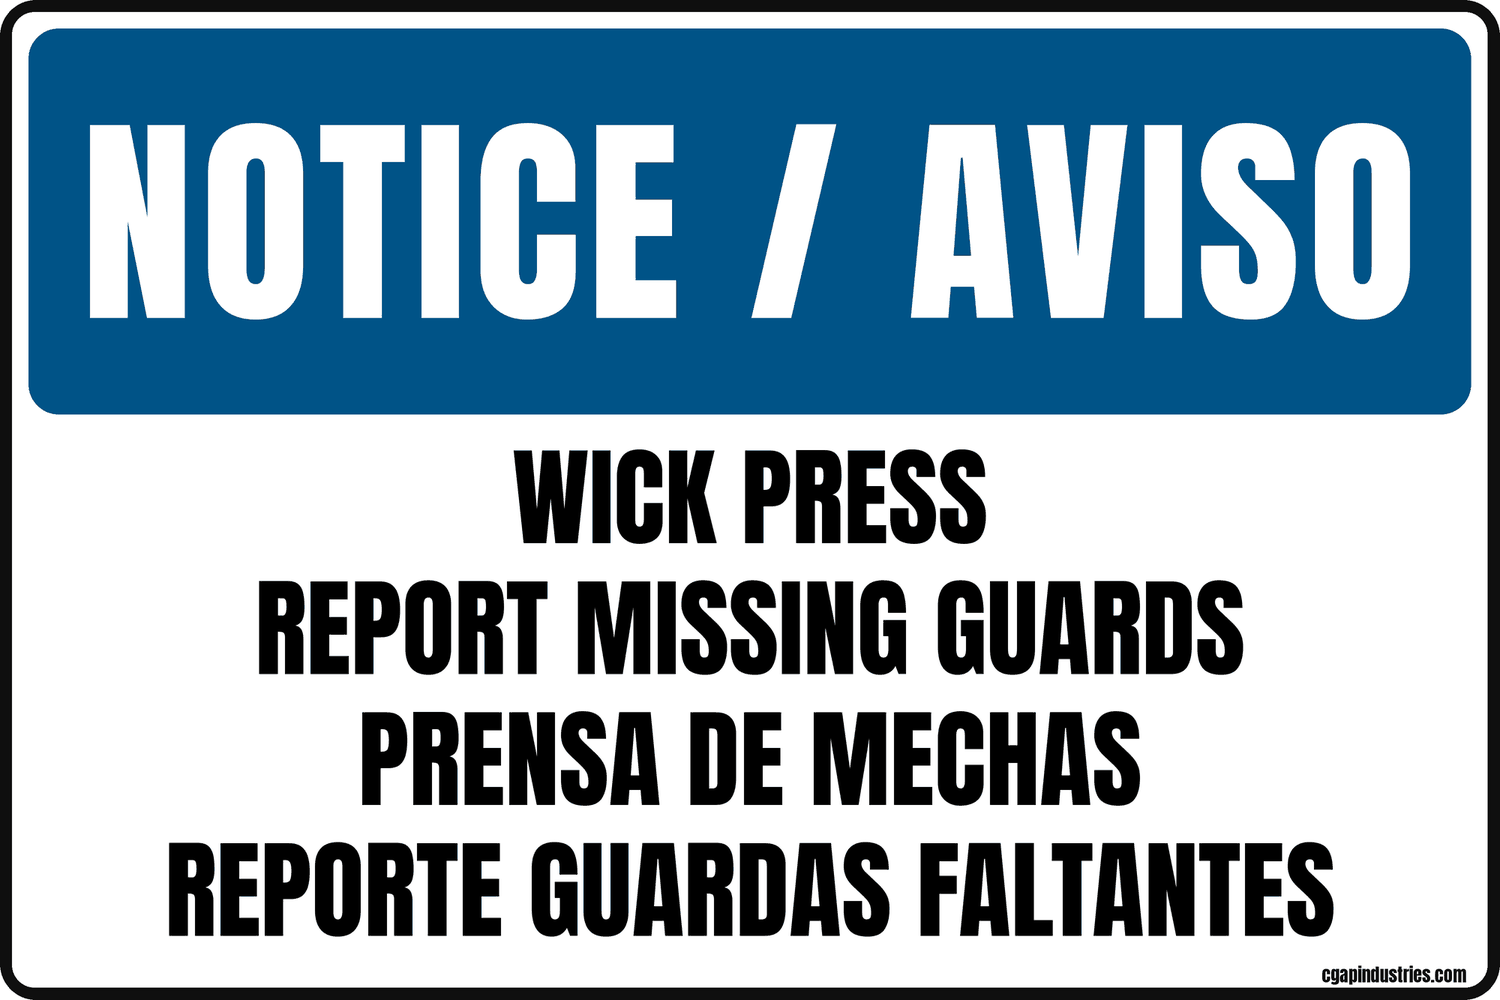 NOTICE / AVISO
WICK PRESS
REPORT MISSING GUARDS
PRENSA DE MECHAS
REPORTE GUARDAS FALTANTES
cgapindustries.com